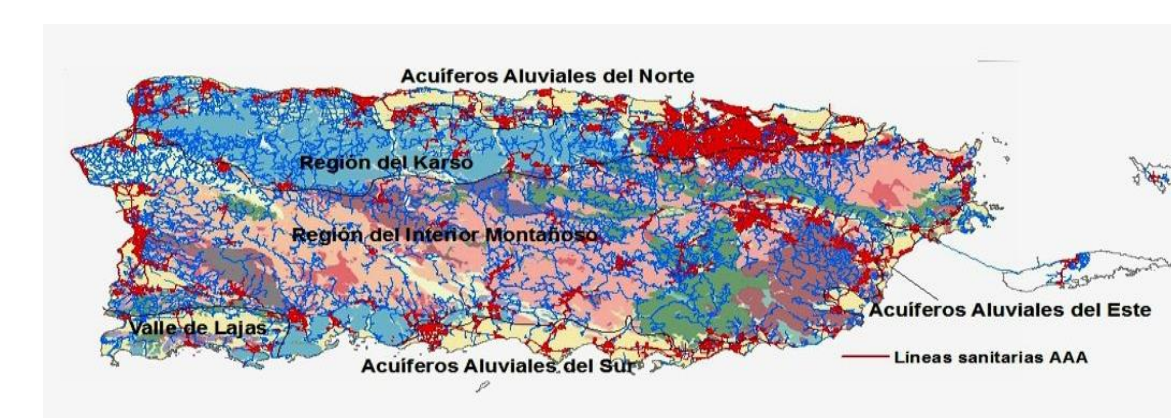 Acuíferos Aluviales del Norte
Región del Karso
Región del Interior Montañoso
Acuíferos Aluviales del Este
Valle de Lajas
Lineas sanitarias AAA
Acuíferos Aluviales del Sur